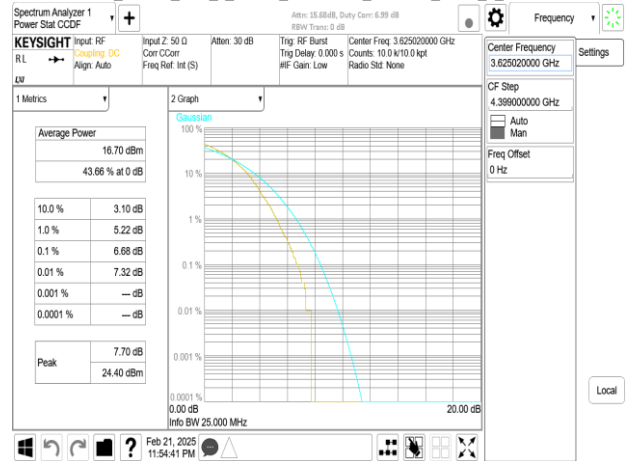 Spectrum Analyzer 1
Power Stat CCDF
+
Attn: 15.68dB, Duty Corr: 6.99 dB
RBW Trans: 0 dB
Frequency
KEYSIGHT
RL
Input: RF
Coupling: DC
Align: Auto
Input Z: 50 Ω
Corr CCorr
Freq Ref: Int (S)
Atten: 30 dB
Trig: RF Burst
Trig Delay: 0.000 s
#IF Gain: Low
Center Freq: 3.625020000 GHz
Counts: 10.0 k/10.0 kpt
Radio Std: None
Center Frequency
3.625020000 GHz
Settings
CF Step
4.399000000 GHz
Auto
Man
Freq Offset
0 Hz
1 Metrics
Average Power
16.70 dBm
43.66 % at 0 dB
10.0 % 3.10 dB
1.0 % 5.22 dB
0.1 % 6.68 dB
0.01 % 7.32 dB
0.001 % --- dB
0.0001 % --- dB
Peak
7.70 dB
24.40 dBm
2 Graph
Gaussian
100 %
10 %
1 %
0.1 %
0.01 %
0.001 %
0.0001 %
0.00 dB
20.00 dB
Info BW 25.000 MHz
Local
?
Feb 21, 2025
11:54:41 PM